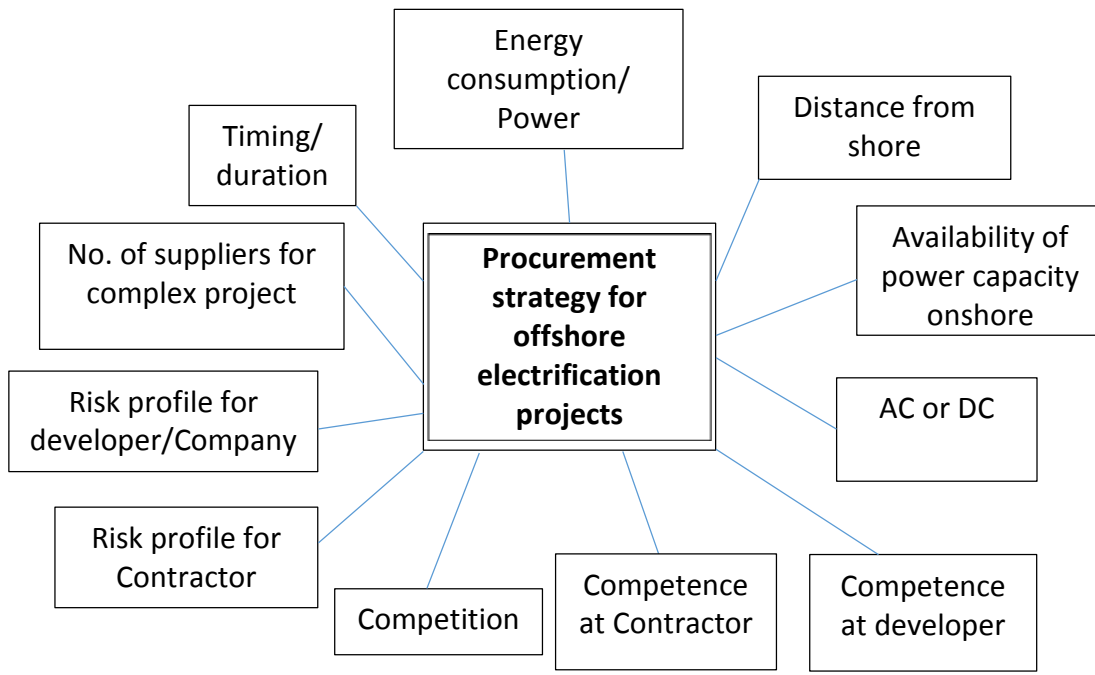 Energy
consumption/
Power
Distance from
shore
Timing/
duration
No. of suppliers for
complex project
Procurement
strategy for
offshore
electrification
projects
Availability of
power capacity
onshore
Risk profile for
developer/Company
AC or DC
Risk profile for
Contractor
Competition
Competence
at Contractor
Competence
at developer